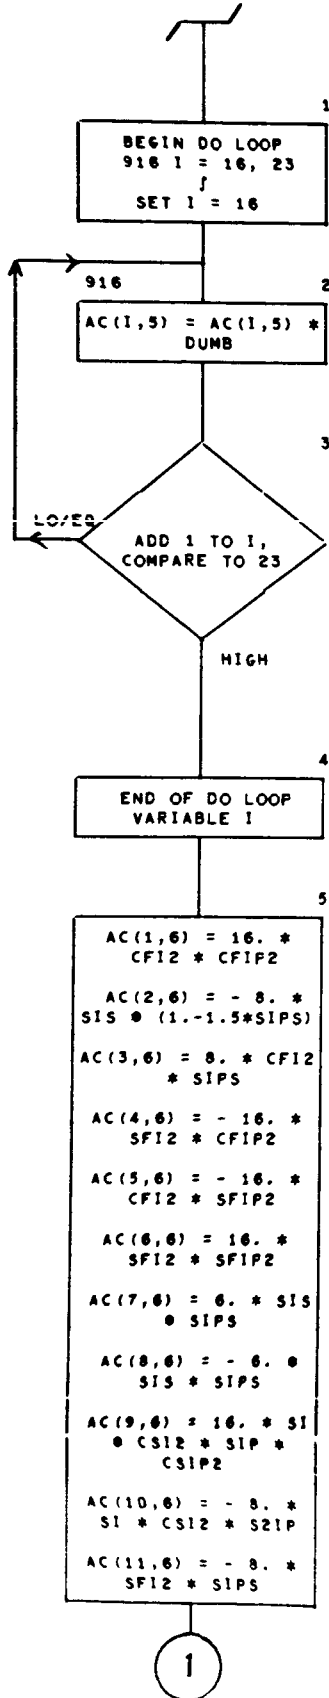 1
BEGIN DO LOOP
916 I = 16, 23
∫
SET I = 16
916
2
AC(I,5) = AC(I,5) *
DUMB
3
LO/EQ
ADD 1 TO I,
COMPARE TO 23
HIGH
4
END OF DO LOOP
VARIABLE I
5
AC(1,6) = 16. *
CFI2 * CFIP2
AC(2,6) = - 8. *
SIS * (1.-1.5*SIPS)
AC(3,6) = 8. * CFI2
* SIPS
AC(4,6) = - 16. *
SFI2 * CFIP2
AC(5,6) = - 16. *
CFI2 * SFIP2
AC(6,6) = 16. *
SFI2 * SFIP2
AC(7,6) = 6. * SIS
* SIPS
AC(8,6) = - 6. *
SIS * SIPS
AC(9,6) = 16. * SI
* CSI2 * SIP *
CSIP2
AC(10,6) = - 8. *
SI * CSI2 * S2IP
AC(11,6) = - 8. *
SFI2 * SIPS
1